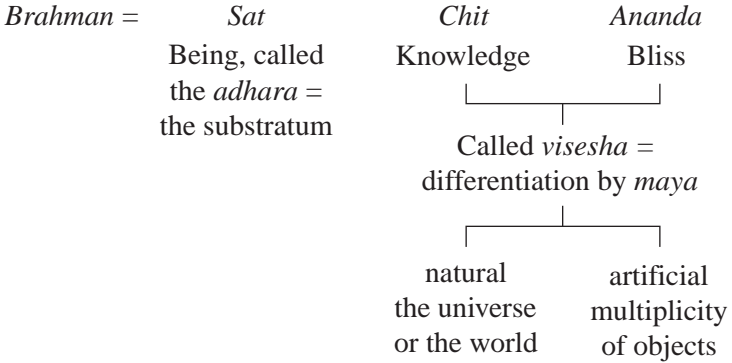 Brahman = Sat Chit Ananda
Being, called Knowledge Bliss
the adhara =
the substratum
Called visesha =
differentiation by maya
natural artificial
the universe multiplicity
or the world of objects